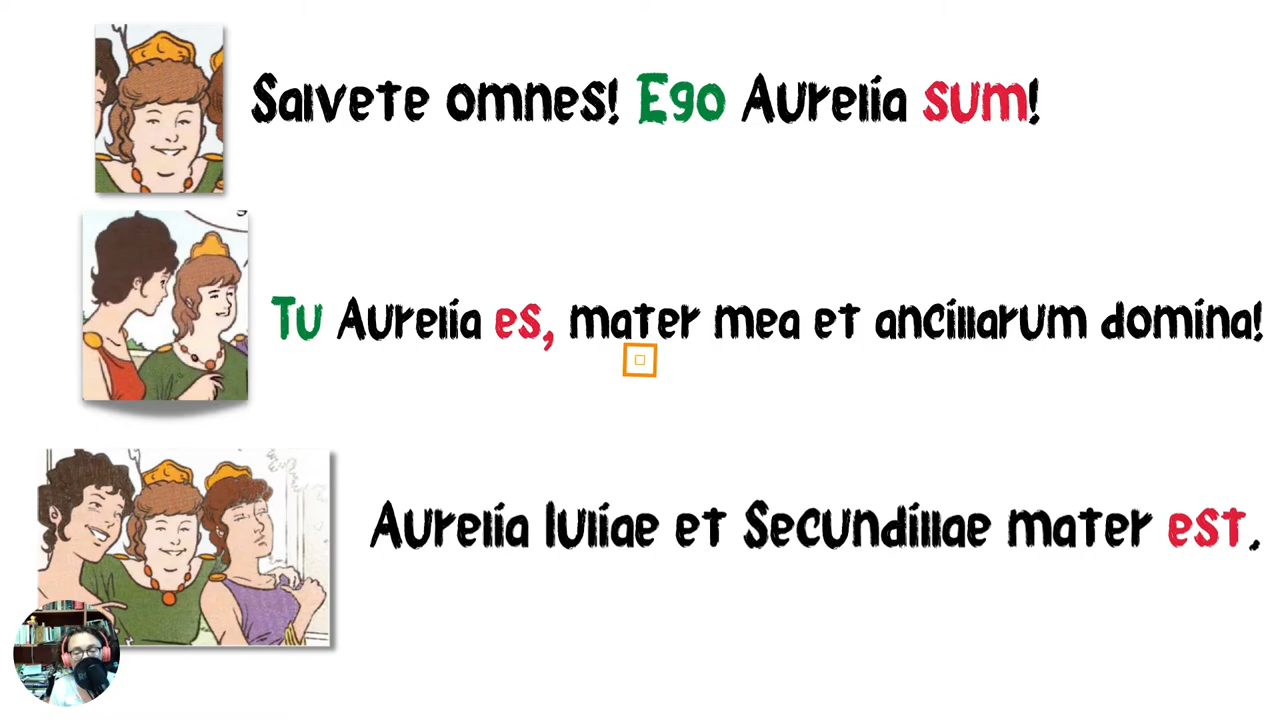 Salvete omnes! Ego Aurelia sum!
Tu Aurelia es, mater mea et ancillarum domina!
Aurelia Iuliae et Secundillae mater est.